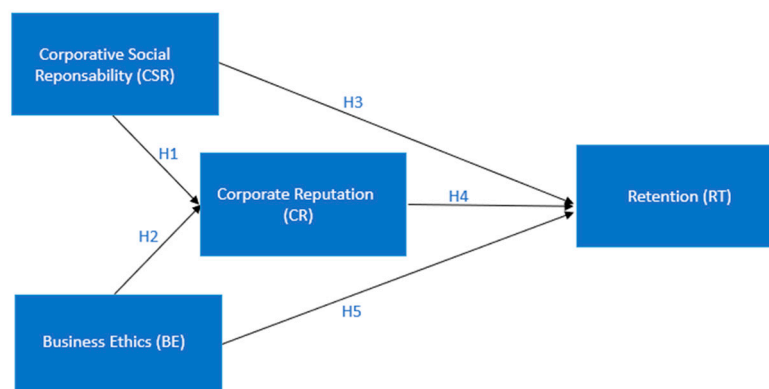 Corporative Social
Reponsability (CSR)
H3
H1
Corporate Reputation
(CR)
H4
Retention (RT)
H2
H5
Business Ethics (BE)